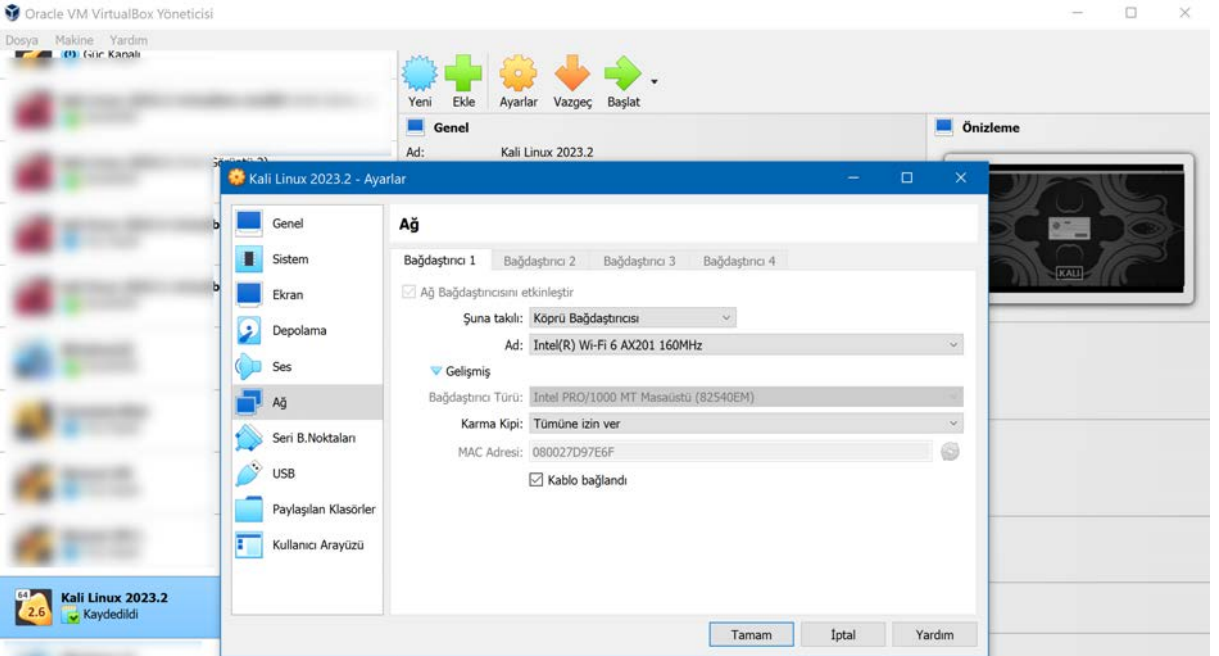 Oracle VM VirtualBox Yöneticisi
Dosya Makine Yardım
Güç Kapalı
Yeni Ekle Ayarlar Vazgeç Başlat
Genel
Ad: Kali Linux 2023.2
Önizleme
KALI
Kali Linux 2023.2 - Ayarlar
Genel
Sistem
Ekran
Depolama
Ses
Ağ
Seri B.Noktaları
USB
Paylaşılan Klasörler
Kullanıcı Arayüzü
Ağ
Bağdaştırıcı 1 Bağdaştırıcı 2 Bağdaştırıcı 3 Bağdaştırıcı 4
Ağ Bağdaştırıcısını etkinleştir
Şuna takılı: Köprü Bağdaştırıcısı
Ad: Intel(R) Wi-Fi 6 AX201 160MHz
Gelişmiş
Bağdaştırıcı Türü: Intel PRO/1000 MT Masaüstü (82540EM)
Karma Kipi: Tümüne izin ver
MAC Adresi: 080027D97E6F
Kablo bağlandı
64
2.6
Kali Linux 2023.2
Kaydedildi
Tamam İptal Yardım